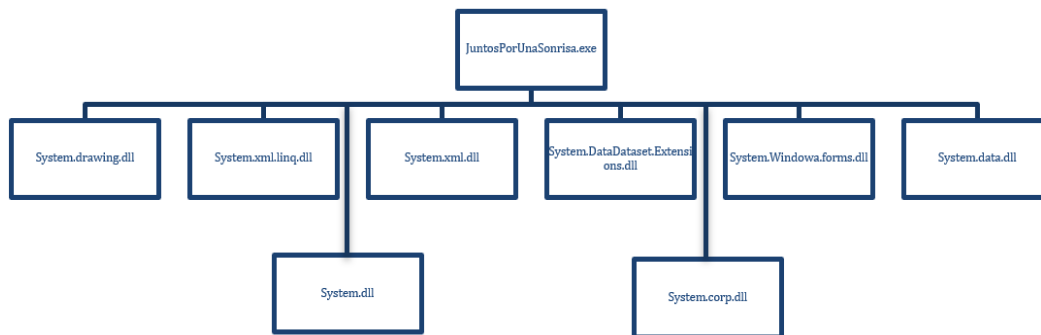 JuntosPorUnaSonrisa.exe
System.drawing.dll
System.xml.linq.dll
System.xml.dll
System.DataDataset.Extensi
ons.dll
System.Windowa.forms.dll
System.data.dll
System.dll
System.corp.dll